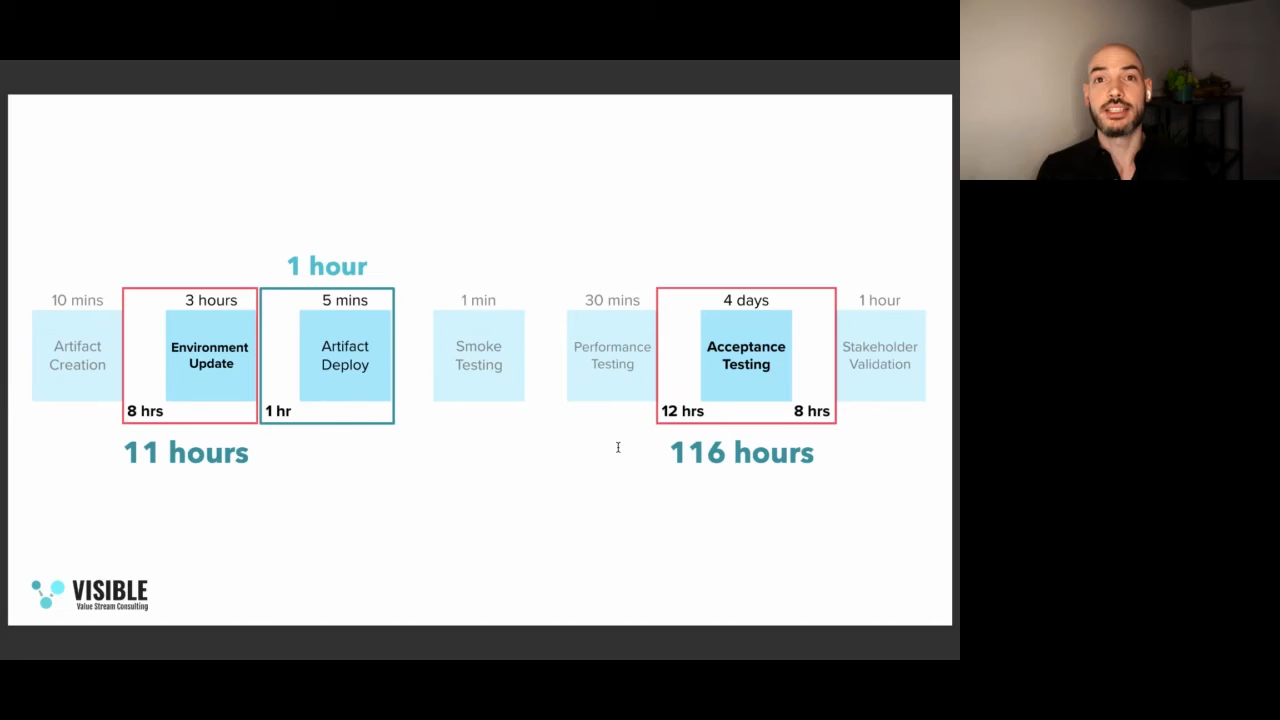 1 hour
10 mins
3 hours
5 mins
1 min
30 mins
4 days
1 hour
Artifact
Creation
Environment
Update
Artifact
Deploy
Smoke
Testing
Performance
Testing
Acceptance
Testing
Stakeholder
Validation
8 hrs
1 hr
12 hrs
8 hrs
11 hours
116 hours
VISIBLE
Value Stream Consulting